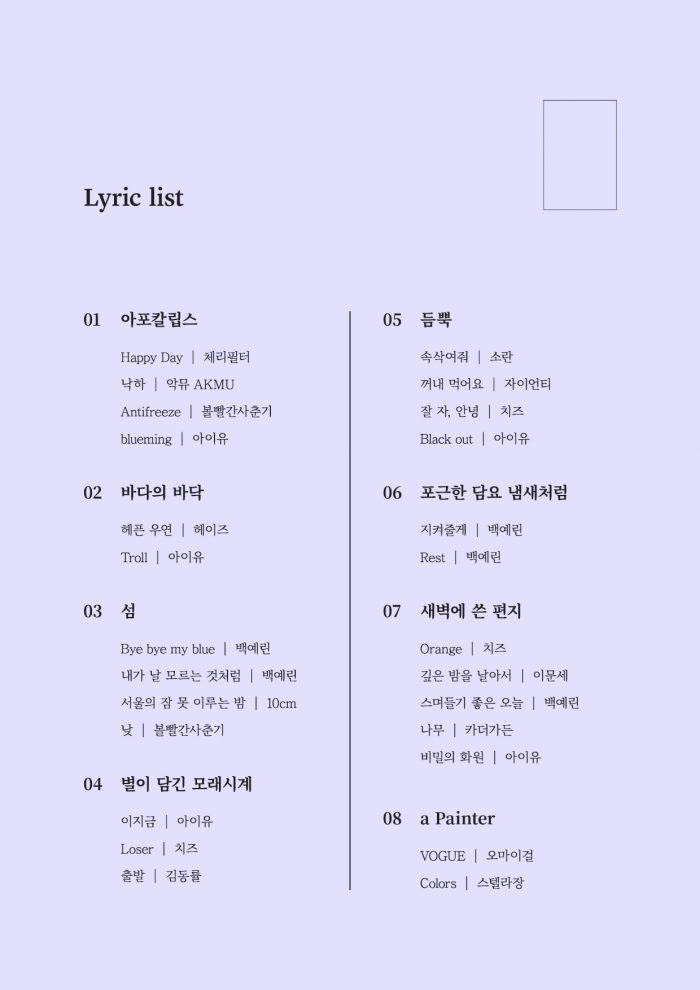 Lyric list
01 아포칼립스
Happy Day | 체리필터
낙하 | 악뮤 AKMU
Antifreeze | 볼빨간사춘기
blueming | 아이유
02 바다의 바닥
헤픈 우연 | 헤이즈
Troll | 아이유
03 섬
Bye bye my blue | 백예린
내가 날 모르는 것처럼 | 백예린
서울의 잠 못 이루는 밤 | 10cm
낮 | 볼빨간사춘기
04 별이 담긴 모래시계
이지금 | 아이유
Loser | 치즈
출발 | 김동률
05 듬뿍
속삭여줘 | 소란
꺼내 먹어요 | 자이언티
잘 자, 안녕 | 치즈
Black out | 아이유
06 포근한 담요 냄새처럼
지켜줄게 | 백예린
Rest | 백예린
07 새벽에 쓴 편지
Orange | 치즈
깊은 밤을 날아서 | 이문세
스며들기 좋은 오늘 | 백예린
나무 | 카더가든
비밀의 화원 | 아이유
08 a Painter
VOGUE | 오마이걸
Colors | 스텔라장